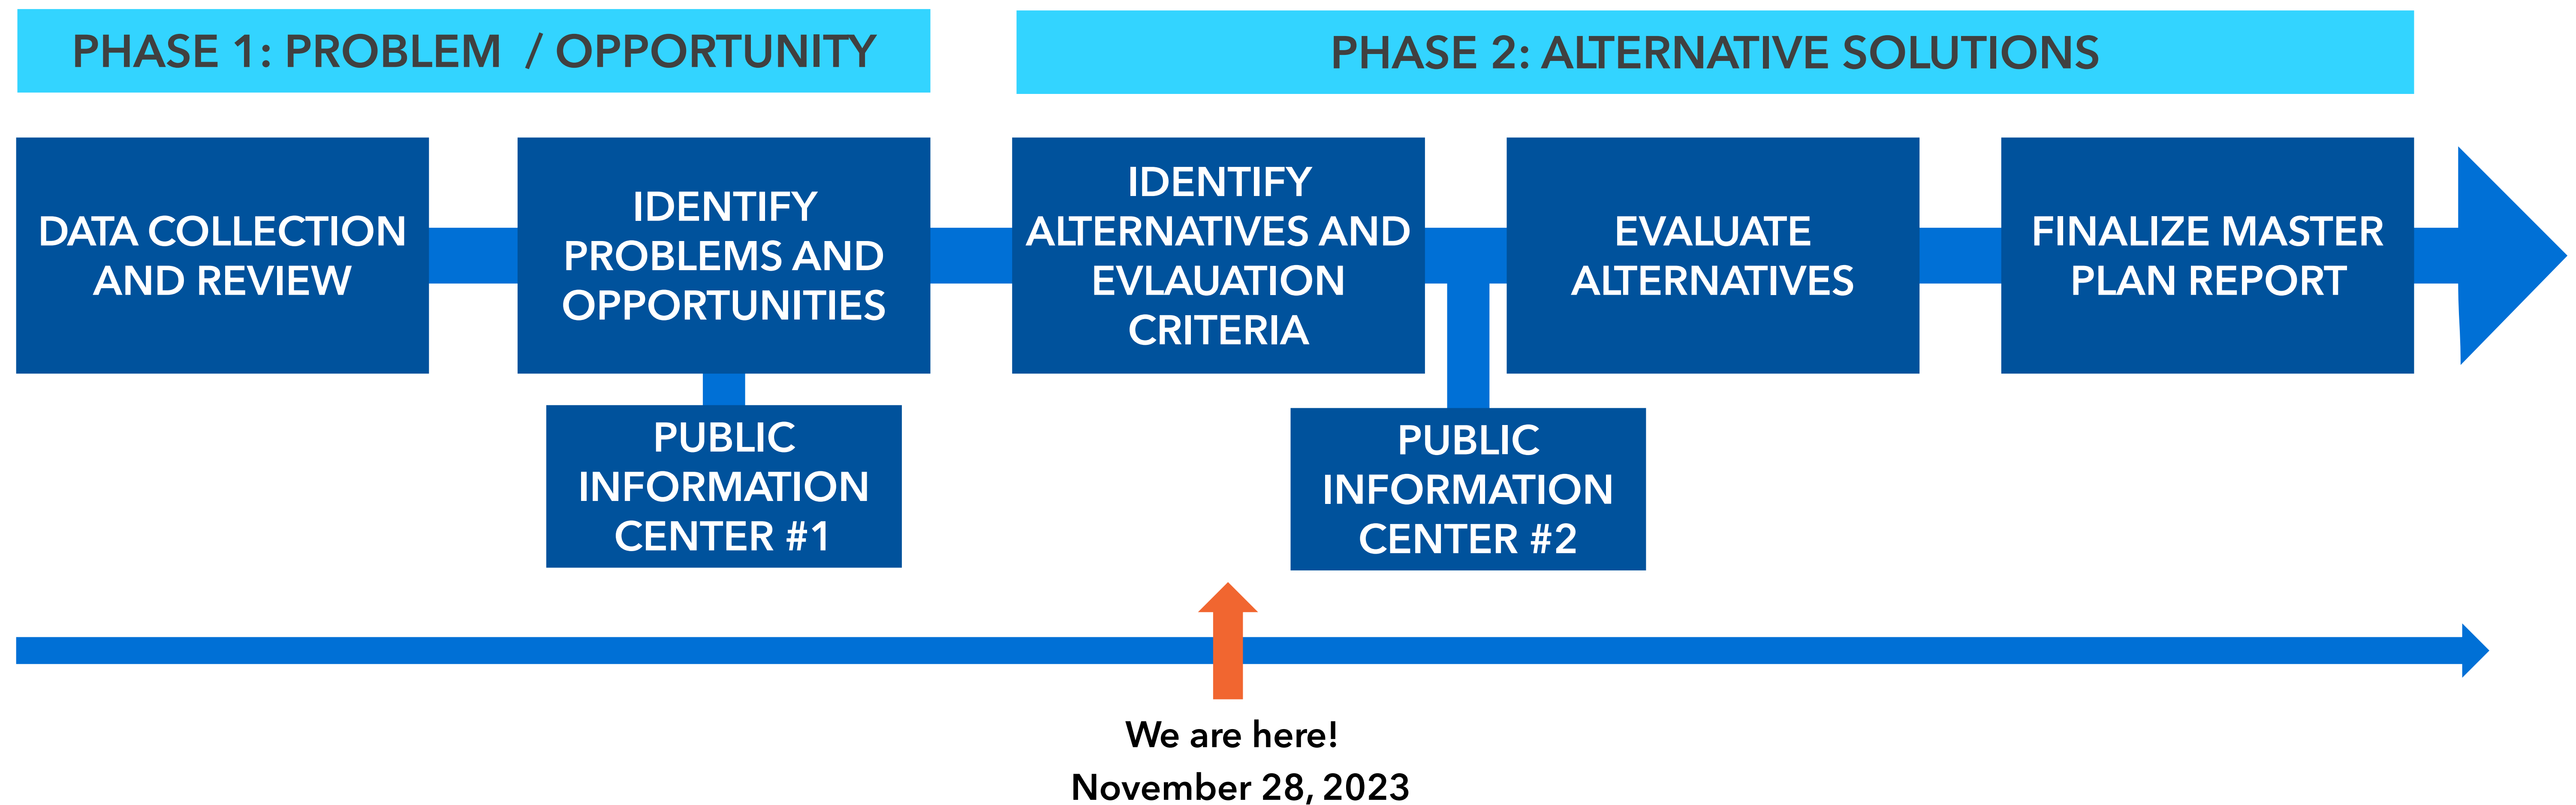 PHASE 1: PROBLEM / OPPORTUNITY
PHASE 2: ALTERNATIVE SOLUTIONS
DATA COLLECTION
AND REVIEW
IDENTIFY
PROBLEMS AND
OPPORTUNITIES
IDENTIFY
ALTERNATIVES AND
EVLAUATION
CRITERIA
EVALUATE
ALTERNATIVES
FINALIZE MASTER
PLAN REPORT
PUBLIC
INFORMATION
CENTER #1
PUBLIC
INFORMATION
CENTER #2
We are here!
November 28, 2023